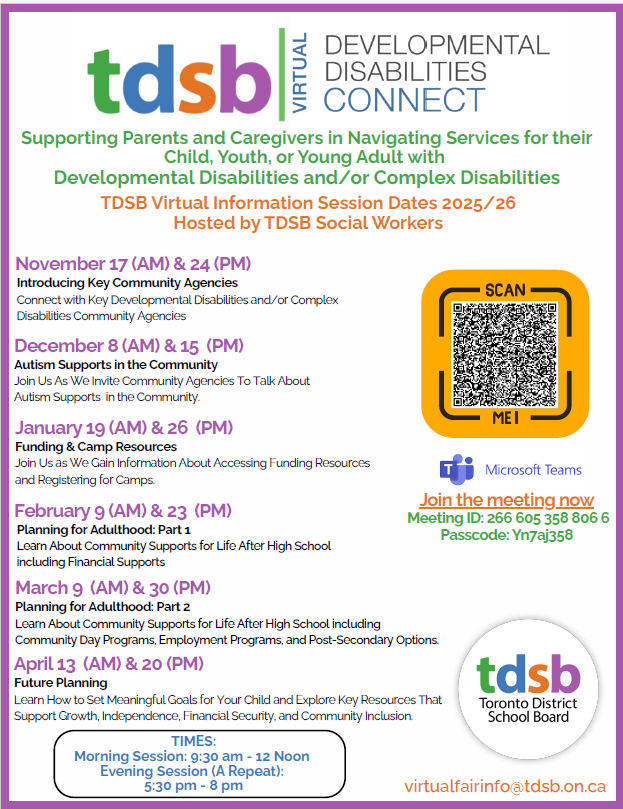 tdsb
VIRTUAL
DEVELOPMENTAL
DISABILITIES
CONNECT
Supporting Parents and Caregivers in Navigating Services for their
Child, Youth, or Young Adult with
Developmental Disabilities and/or Complex Disabilities
TDSB Virtual Information Session Dates 2025/26
Hosted by TDSB Social Workers
November 17 (AM) & 24 (PM)
Introducing Key Community Agencies
Connect with Key Developmental Disabilities and/or Complex
Disabilities Community Agencies
December 8 (AM) & 15 (PM)
Autism Supports in the Community
Join Us As We Invite Community Agencies To Talk About
Autism Supports in the Community.
January 19 (AM) & 26 (PM)
Funding & Camp Resources
Join Us as We Gain Information About Accessing Funding Resources
and Registering for Camps.
February 9 (AM) & 23 (PM)
Planning for Adulthood: Part 1
Learn About Community Supports for Life After High School
including Financial Supports
March 9 (AM) & 30 (PM)
Planning for Adulthood: Part 2
Learn About Community Supports for Life After High School including
Community Day Programs, Employment Programs, and Post-Secondary Options.
April 13 (AM) & 20 (PM)
Future Planning
Learn How to Set Meaningful Goals for Your Child and Explore Key Resources That
Support Growth, Independence, Financial Security, and Community Inclusion.
TIMES:
Morning Session: 9:30 am - 12 Noon
Evening Session (A Repeat):
5:30 pm - 8 pm
SCAN
ME!
T
Microsoft Teams
Join the meeting now
Meeting ID: 266 605 358 806 6
Passcode: Yn7aj358
tdsb
Toronto District
School Board
virtualfairinfo@tdsb.on.ca